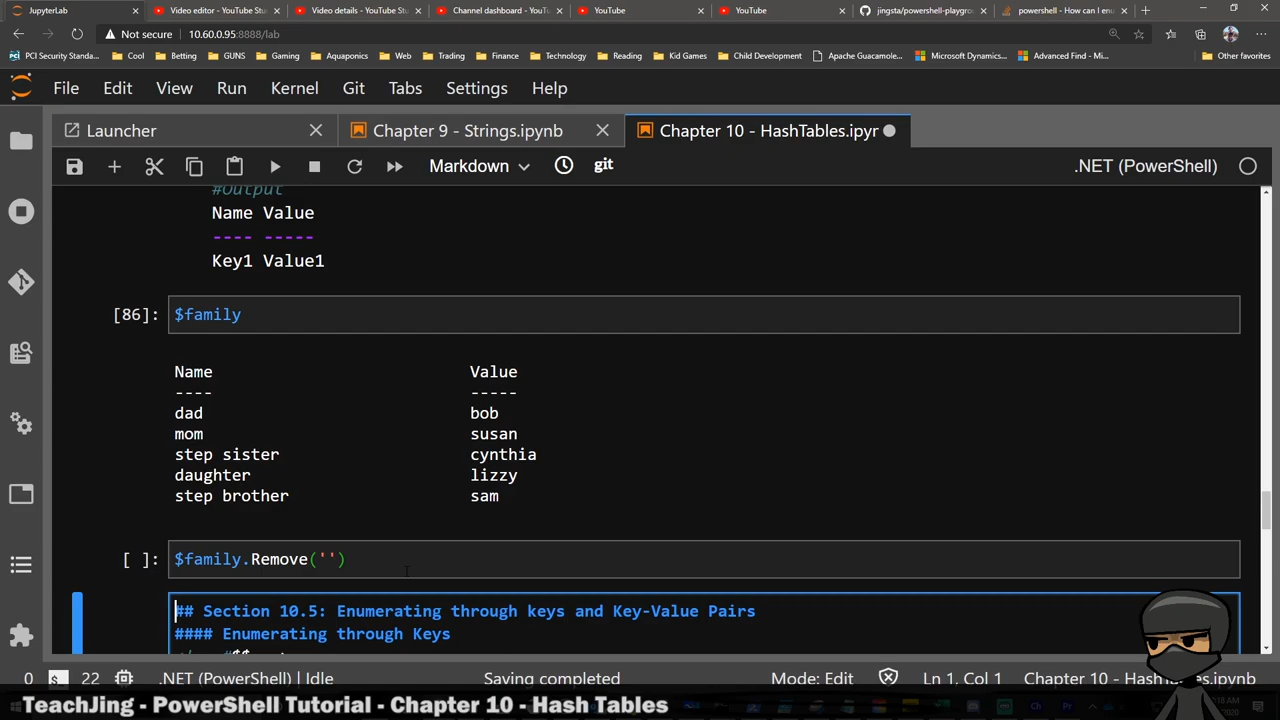 JupyterLab
Video editor - YouTube Stu
Video details - YouTube Stu
Channel dashboard - YouTu
YouTube
YouTube
jingsta/powershell-playgro
powershell - How can I enu
Not secure
10.60.0.95:8888/lab
PCI Security Standa...
Cool
Betting
GUNS
Gaming
Aquaponics
Web
Trading
Finance
Technology
Reading
Kid Games
Child Development
Apache Guacamole...
Microsoft Dynamics...
Advanced Find - Mi...
Other favorites
File
Edit
View
Run
Kernel
Git
Tabs
Settings
Help
Launcher
Chapter 9 - Strings.ipynb
Chapter 10 - HashTables.ipyr
Markdown
git
.NET (PowerShell)
#Output
Name Value
---- -----
Key1 Value1
[86]: $family
Name Value
---- -----
dad bob
mom susan
step sister cynthia
daughter lizzy
step brother sam
[ ]: $family.Remove('')
## Section 10.5: Enumerating through keys and Key-Value Pairs
#### Enumerating through Keys
0
22
.NET (PowerShell) | Idle
Saving completed
Mode: Edit
Ln 1, Col 1
Chapter 10 - HashTables.ipynb
TeachJing - PowerShell Tutorial - Chapter 10 - Hash Tables